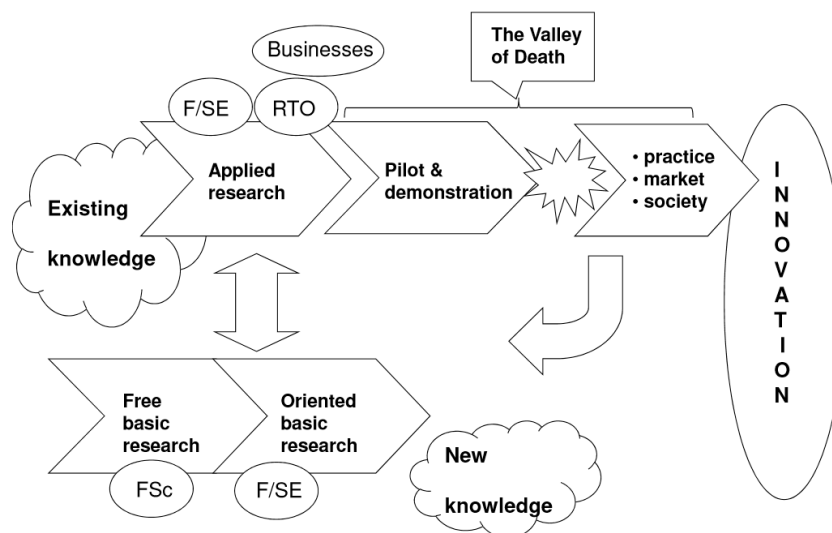 Businesses
The Valley
of Death
F/SE
RTO
Existing
knowledge
Applied
research
Pilot &
demonstration
• practice
• market
• society
INNOVATION
Free
basic
research
Oriented
basic
research
FSc
F/SE
New
knowledge